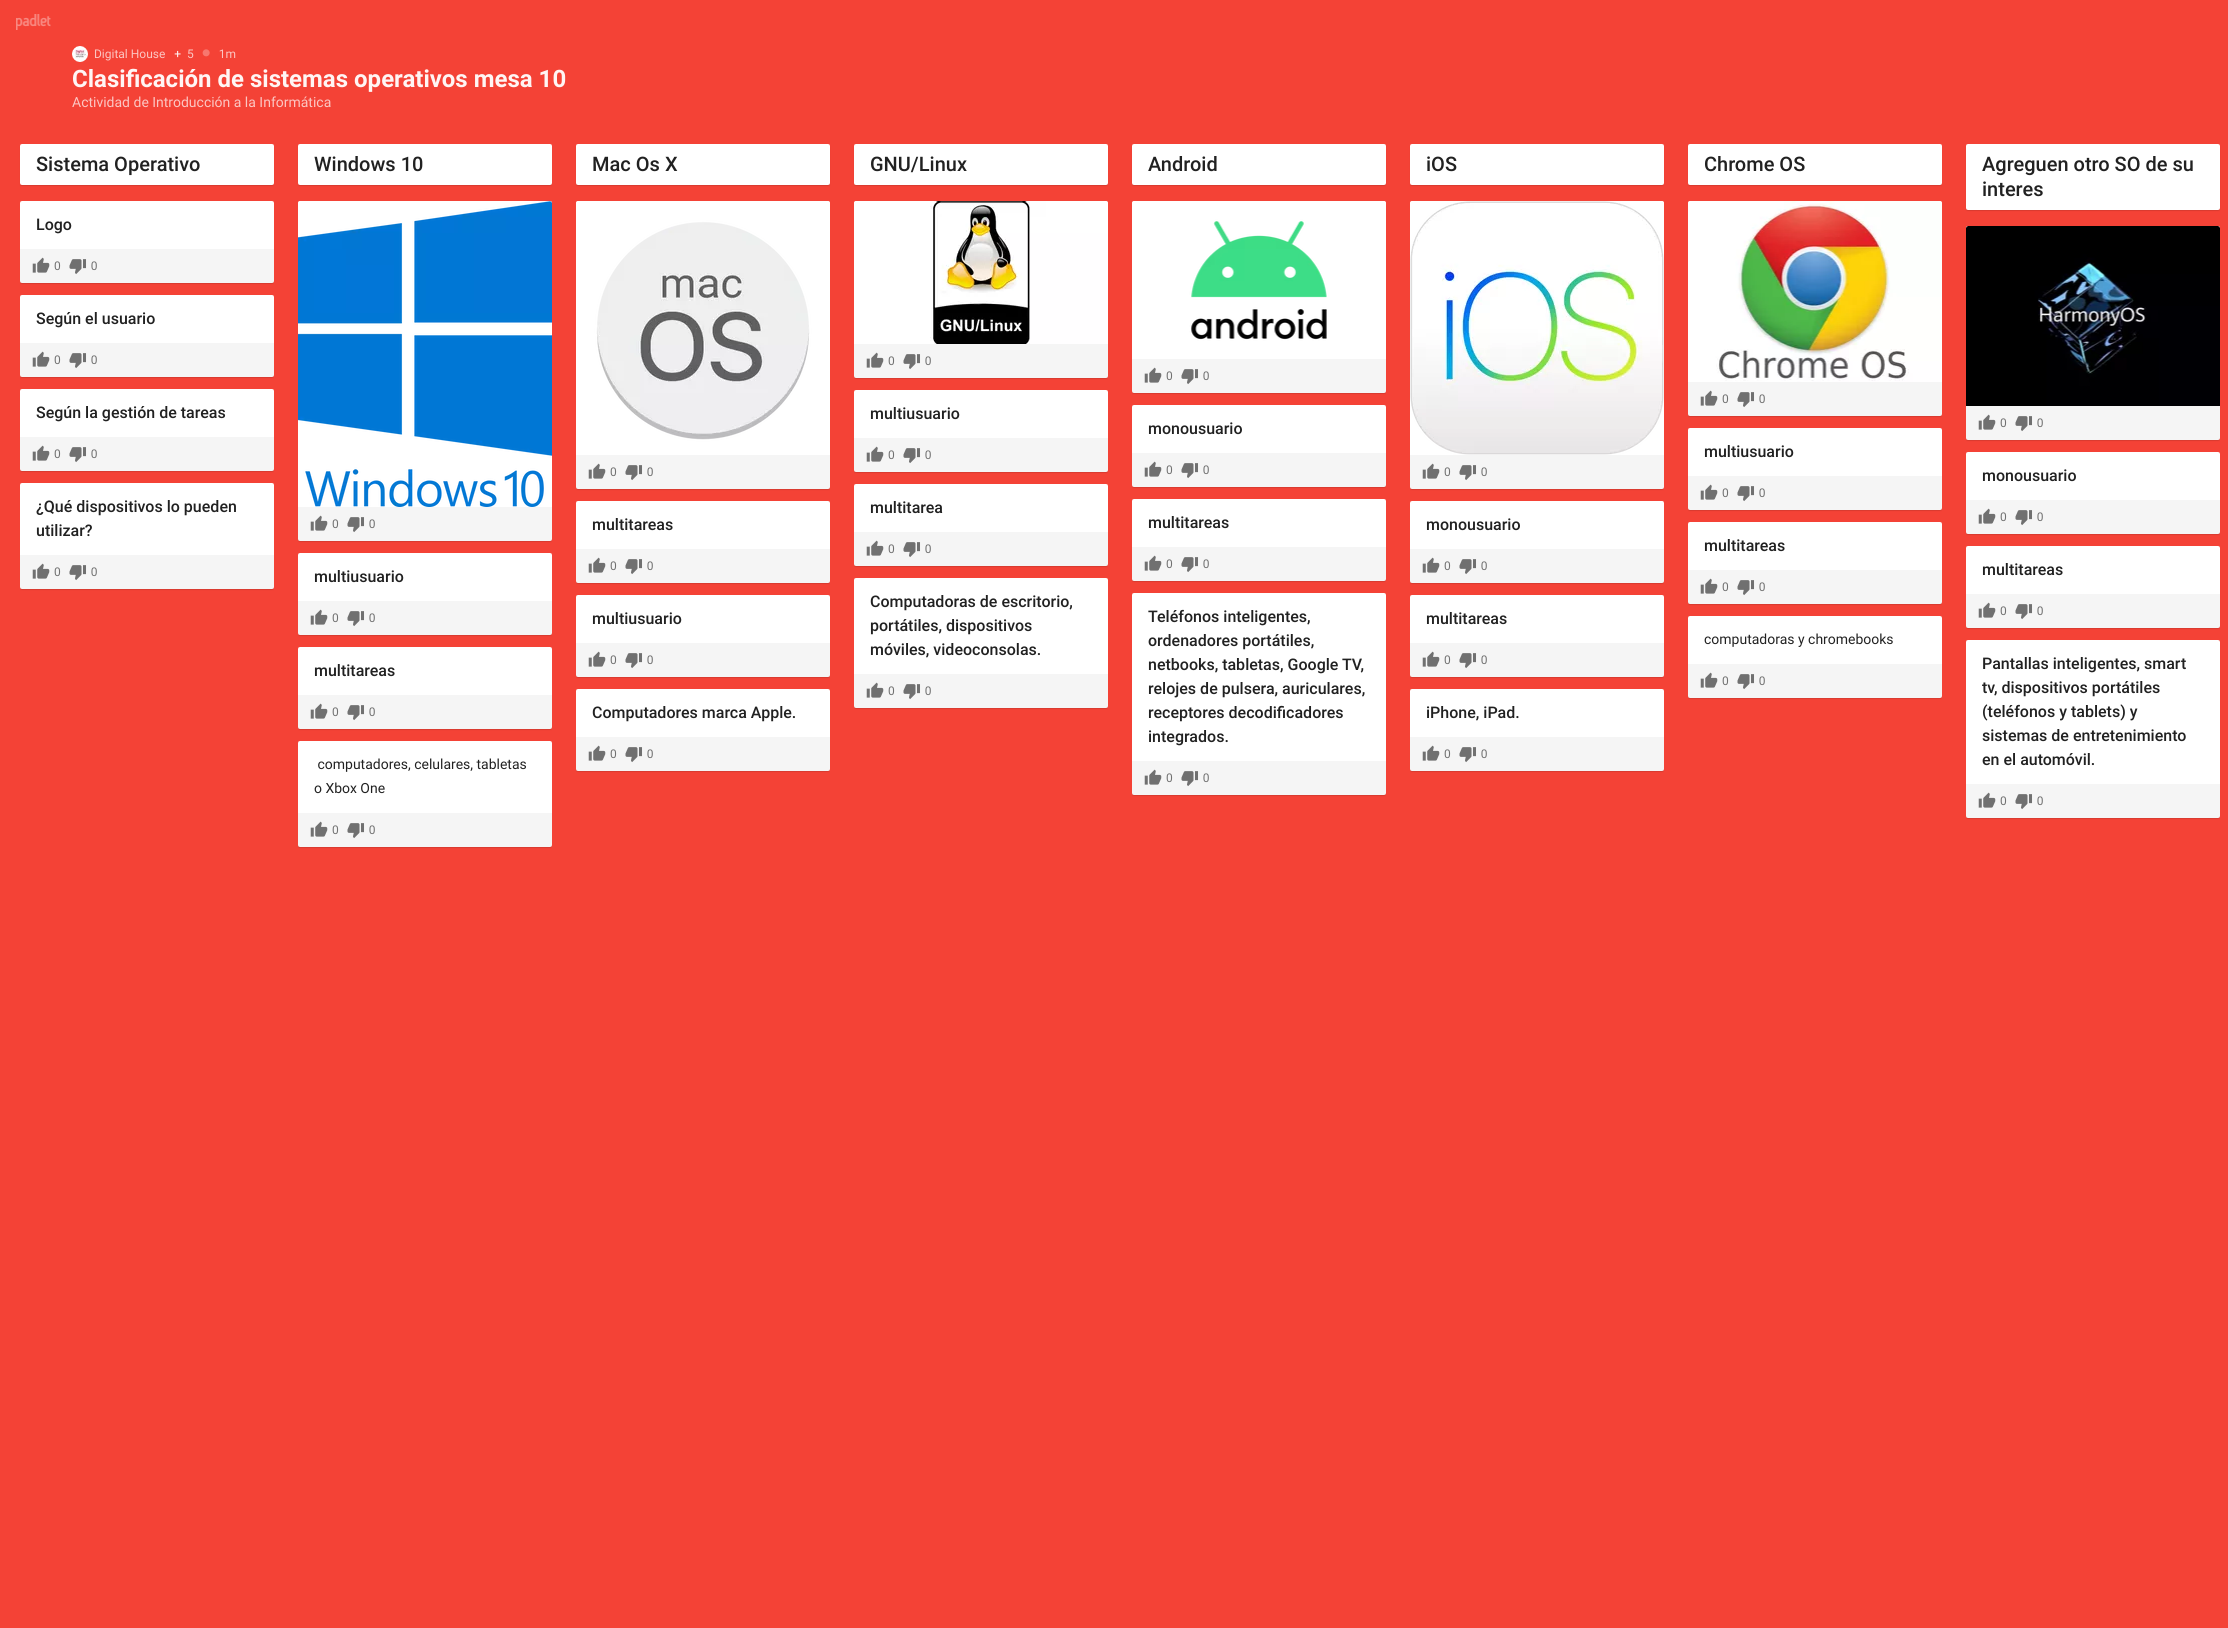 padlet
Digital House + 5 1m
Clasificación de sistemas operativos mesa 10
Actividad de Introducción a la Informática
Sistema Operativo
Logo
0 0
Según el usuario
0 0
Según la gestión de tareas
0 0
¿Qué dispositivos lo pueden
utilizar?
0 0
Windows 10
Windows 10
0 0
multiusuario
0 0
multitareas
0 0
computadores, celulares, tabletas
o Xbox One
0 0
Mac Os X
mac
OS
0 0
multitareas
0 0
multiusuario
0 0
Computadores marca Apple.
0 0
GNU/Linux
GNU/Linux
0 0
multiusuario
0 0
multitarea
0 0
Computadoras de escritorio,
portátiles, dispositivos
móviles, videoconsolas.
0 0
Android
android
0 0
monousuario
0 0
multitareas
0 0
Teléfonos inteligentes,
ordenadores portátiles,
netbooks, tabletas, Google TV,
relojes de pulsera, auriculares,
receptores decodificadores
integrados.
0 0
iOS
iOS
0 0
monousuario
0 0
multitareas
0 0
iPhone, iPad.
0 0
Chrome OS
Chrome OS
0 0
multiusuario
0 0
multitareas
0 0
computadoras y chromebooks
0 0
Agreguen otro SO de su
interes
HarmonyOS
0 0
monousuario
0 0
multitareas
0 0
Pantallas inteligentes, smart
tv, dispositivos portátiles
(teléfonos y tablets) y
sistemas de entretenimiento
en el automóvil.
0 0